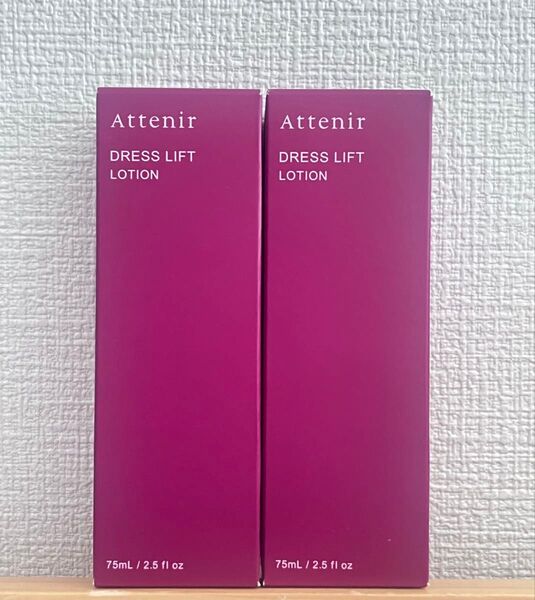 Attenir
DRESS LIFT
LOTION
75mL / 2.5 fl oz
Attenir
DRESS LIFT
LOTION
75mL / 2.5 fl oz